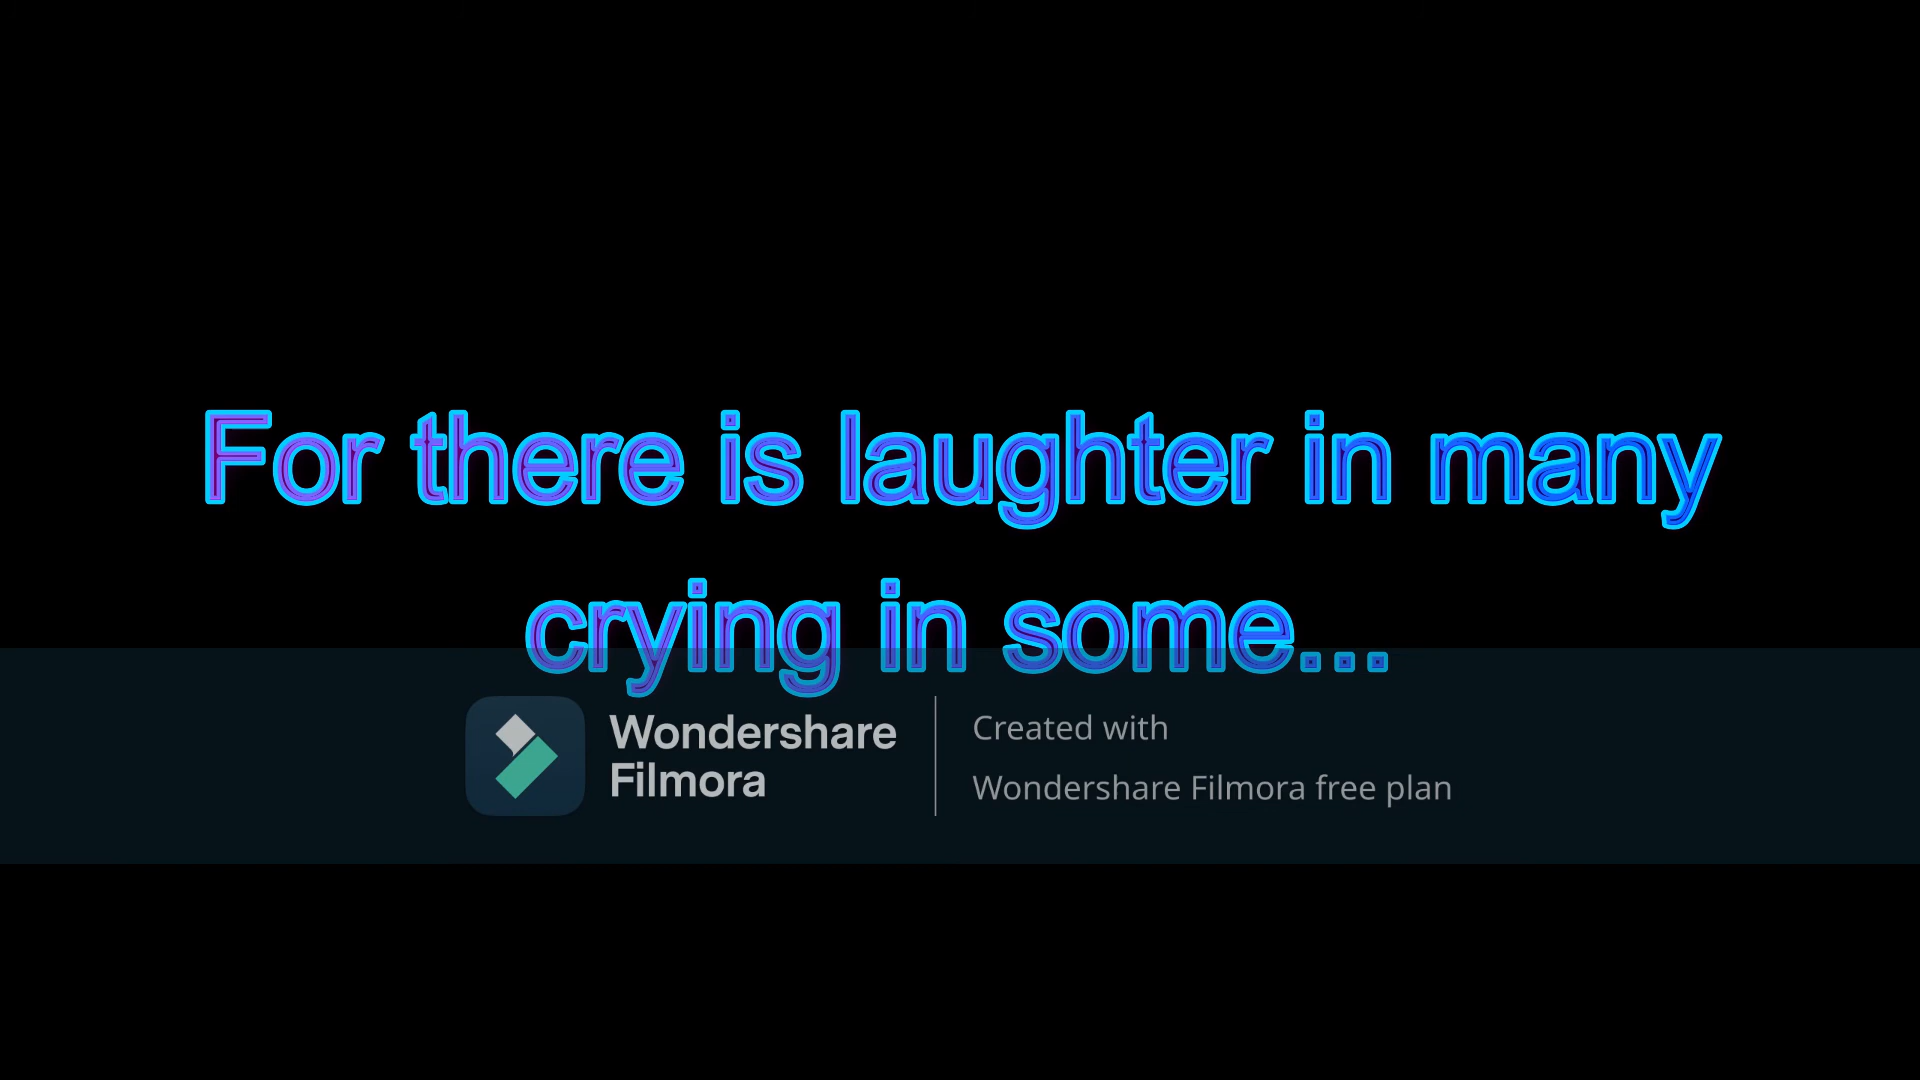 For there is laughter in many
crying in some...
Wondershare
Filmora
Created with
Wondershare Filmora free plan